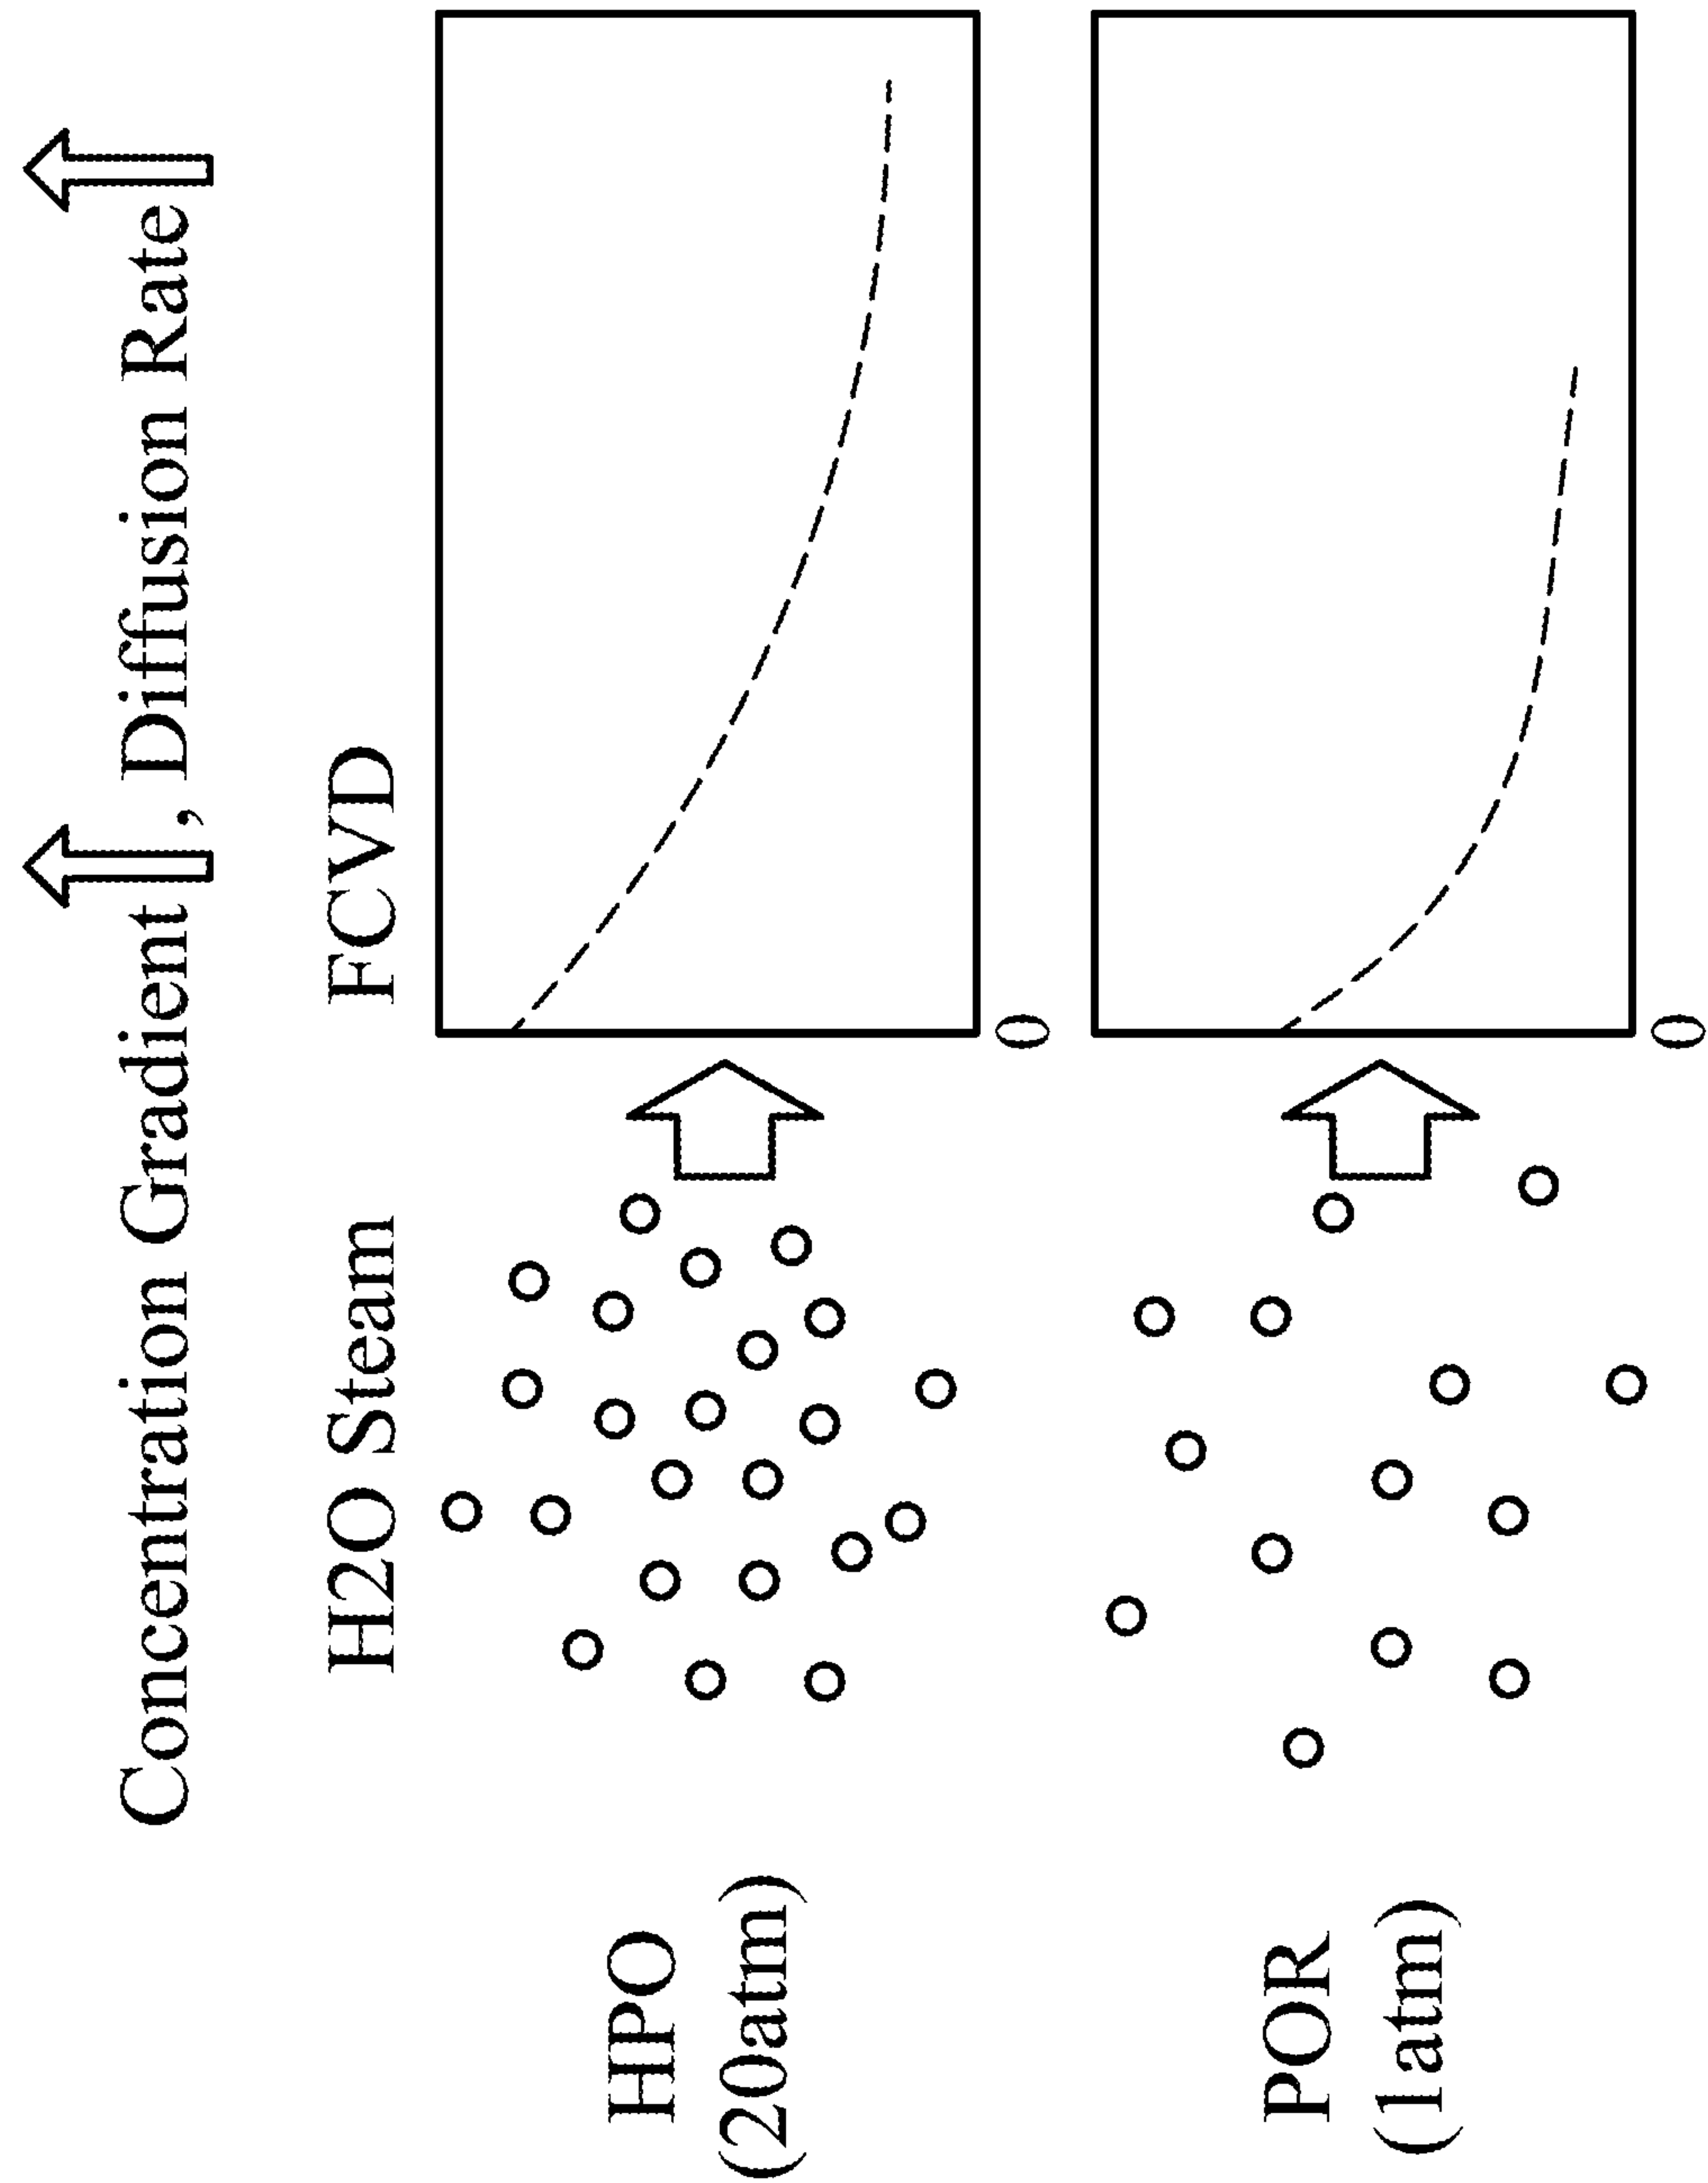 Concentration Gradient , Diffusion Rate
H2O Steam
FCVD
HPO
(20atm)
0
POR
(1atm)
0